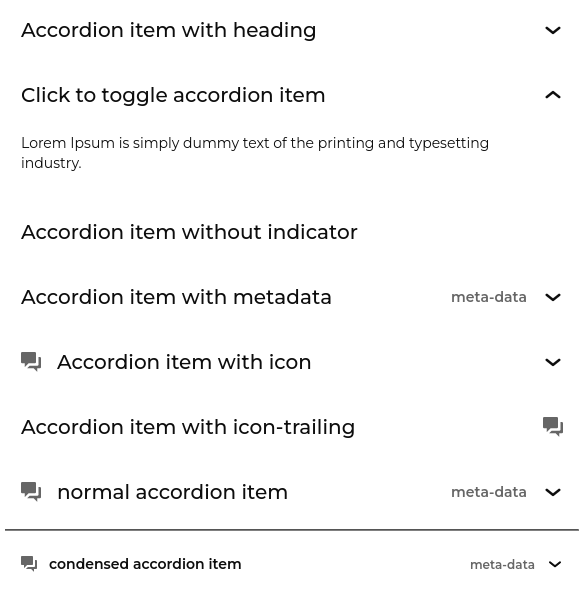 Accordion item with heading
Click to toggle accordion item
Lorem Ipsum is simply dummy text of the printing and typesetting
industry.
Accordion item without indicator
Accordion item with metadata meta-data
Accordion item with icon
Accordion item with icon-trailing
normal accordion item meta-data
condensed accordion item meta-data